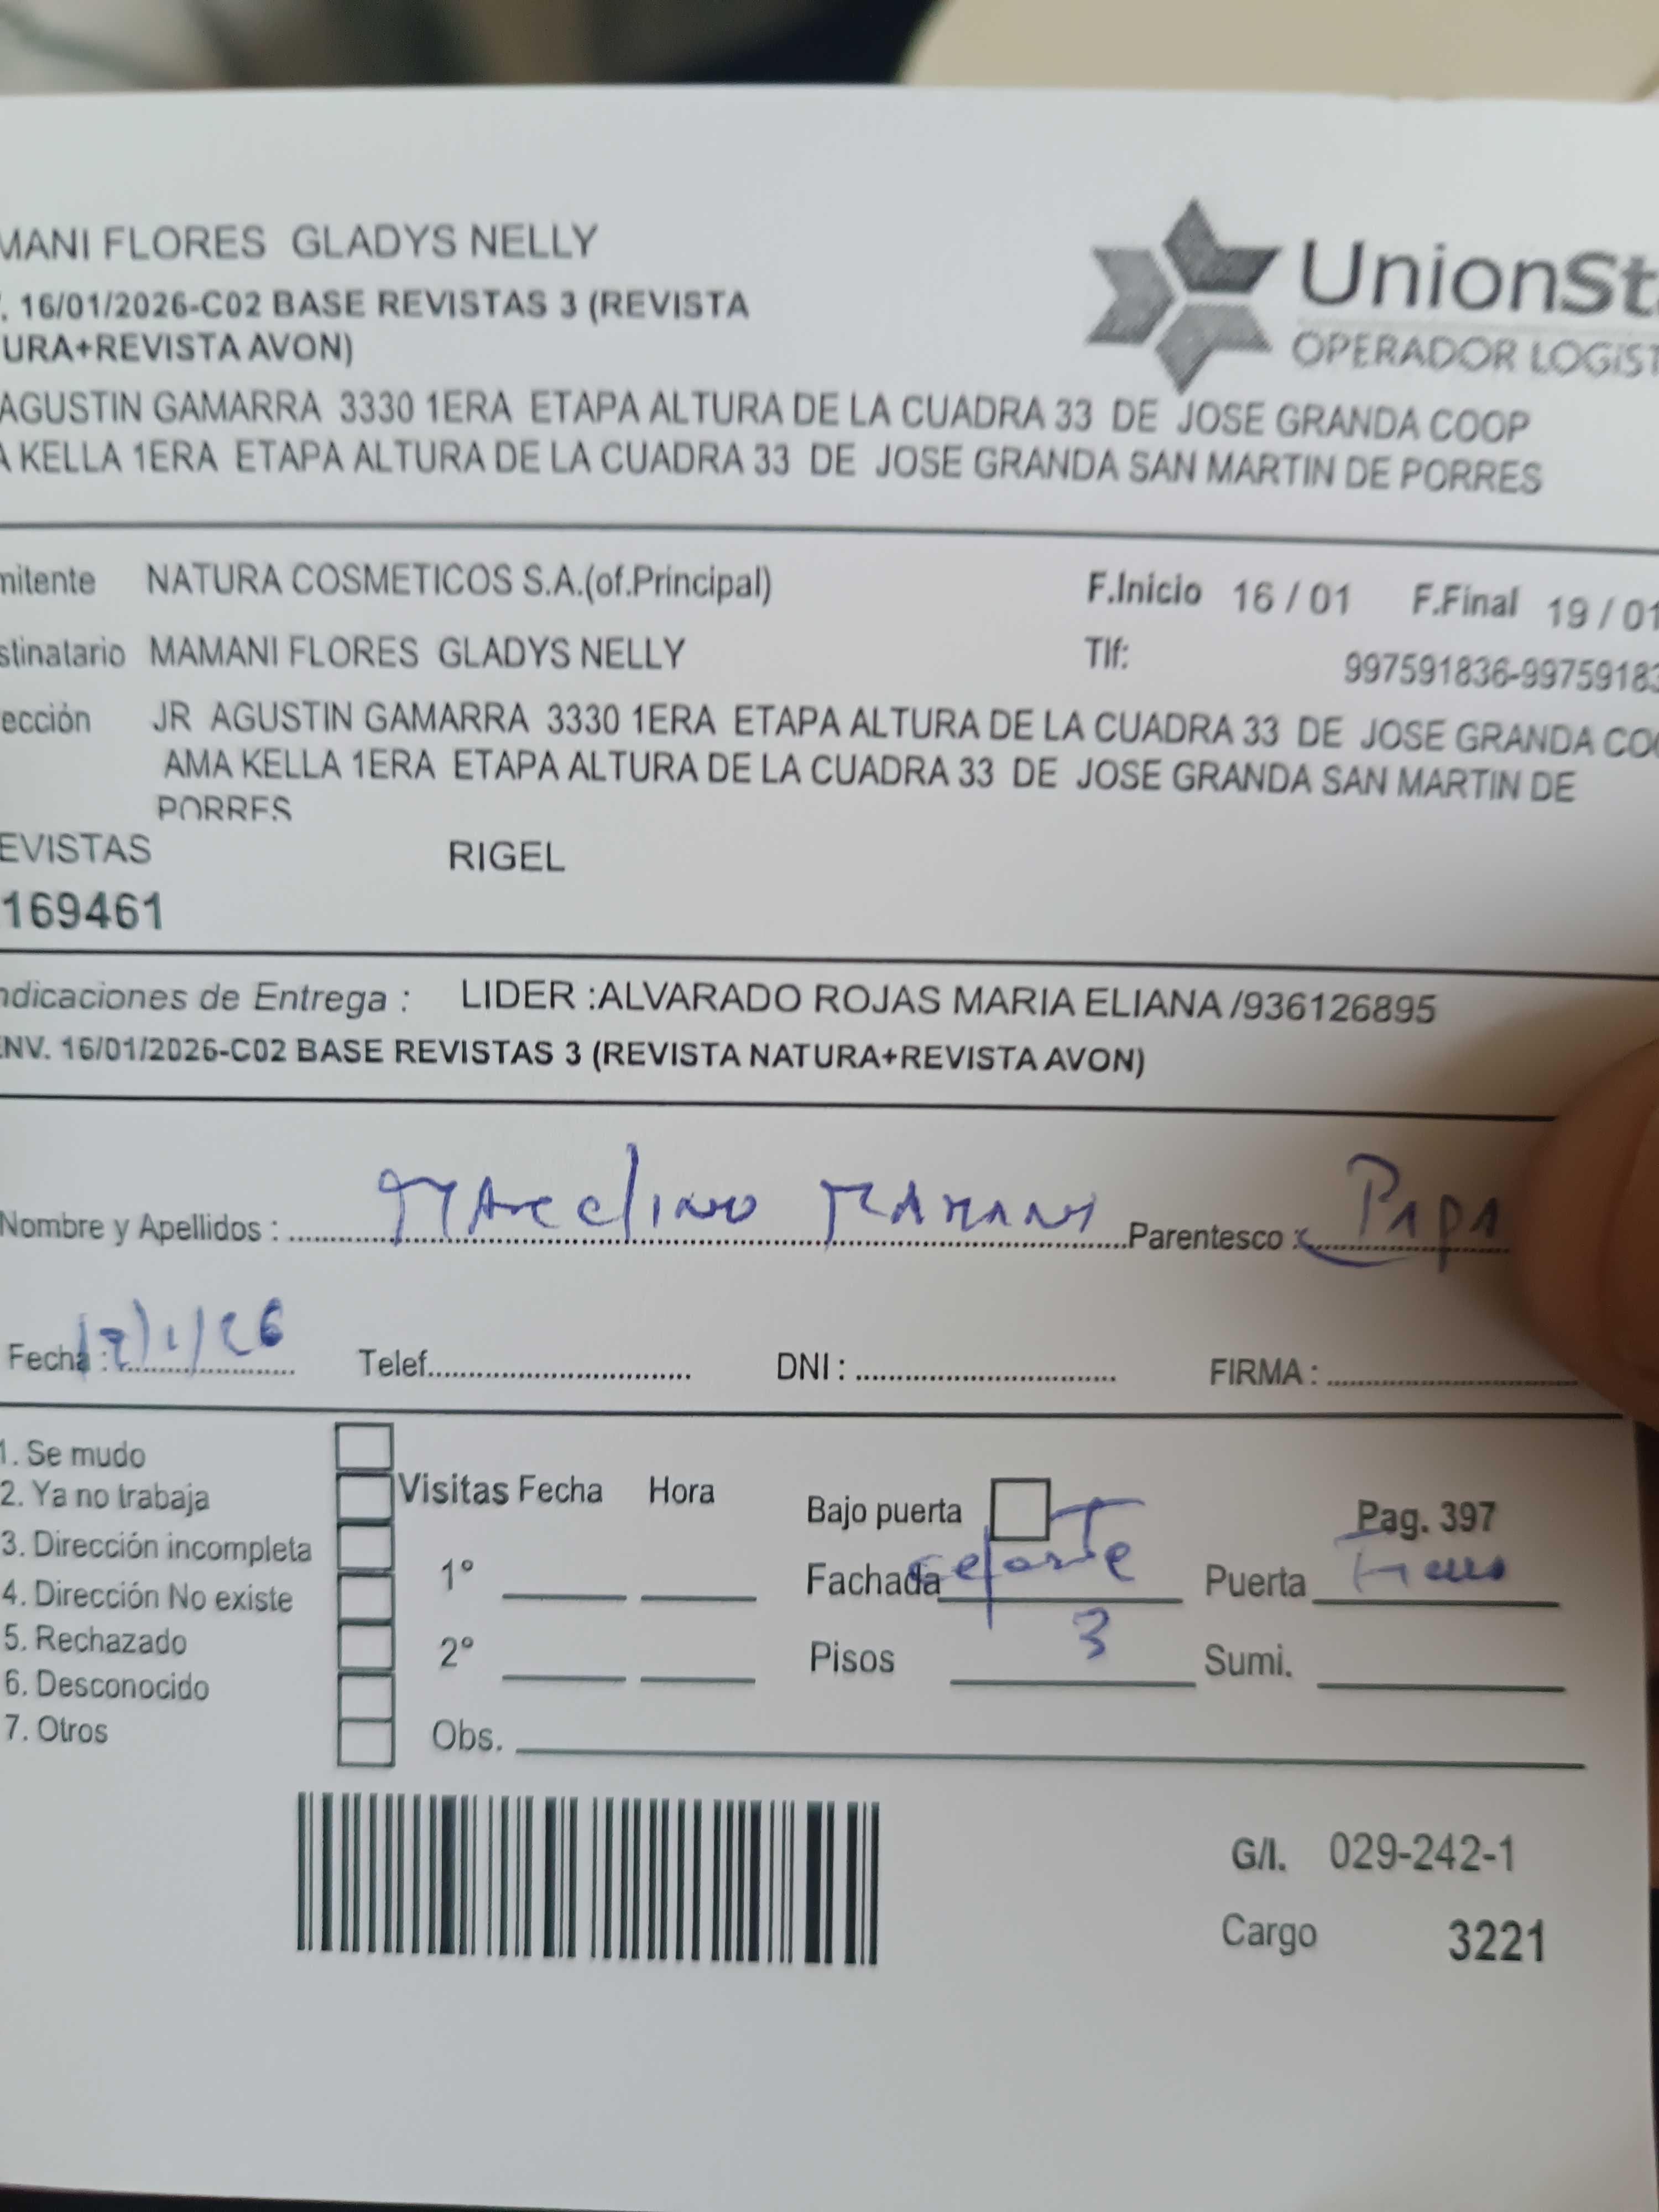 MANI FLORES GLADYS NELLY
. 16/01/2026-C02 BASE REVISTAS 3 (REVISTA
URA+REVISTA AVON)
AGUSTIN GAMARRA 3330 1ERA ETAPA ALTURA DE LA CUADRA 33 DE JOSE GRANDA COOP
A KELLA 1ERA ETAPA ALTURA DE LA CUADRA 33 DE JOSE GRANDA SAN MARTIN DE PORRES
UnionSt
OPERADOR LOGÍST
mitente NATURA COSMETICOS S.A.(of.Principal) F.Inicio 16 / 01 F.Final 19 / 01
stinatario MAMANI FLORES GLADYS NELLY Tlf: 997591836-99759183
ección JR AGUSTIN GAMARRA 3330 1ERA ETAPA ALTURA DE LA CUADRA 33 DE JOSE GRANDA COO
AMA KELLA 1ERA ETAPA ALTURA DE LA CUADRA 33 DE JOSE GRANDA SAN MARTIN DE
PORRES
EVISTAS RIGEL
169461
ndicaciones de Entrega : LIDER :ALVARADO ROJAS MARIA ELIANA /936126895
ENV. 16/01/2026-C02 BASE REVISTAS 3 (REVISTA NATURA+REVISTA AVON)
Nombre y Apellidos : Marclino MAMANI Parentesco : PAPA
Fecha : 17/1/26 Telef. DNI : FIRMA :
1. Se mudo
2. Ya no trabaja
3. Dirección incompleta
4. Dirección No existe
5. Rechazado
6. Desconocido
7. Otros
Visitas Fecha Hora
1°
2°
Obs.
Bajo puerta Pag. 397
Fachada Puerta
Pisos 3 Sumi.
G/I. 029-242-1
Cargo 3221